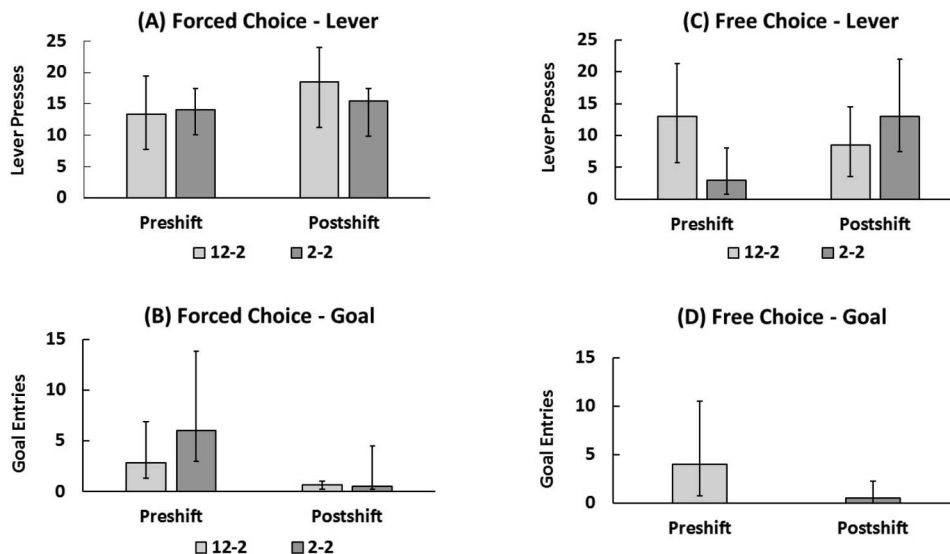 (A) Forced Choice - Lever
Lever Presses
25
20
15
10
5
0
Preshift
Postshift
12-2
2-2
(B) Forced Choice - Goal
Goal Entries
15
10
5
0
Preshift
Postshift
12-2
2-2
(C) Free Choice - Lever
Lever Presses
25
20
15
10
5
0
Preshift
Postshift
12-2
2-2
(D) Free Choice - Goal
Goal Entries
15
10
5
0
Preshift
Postshift